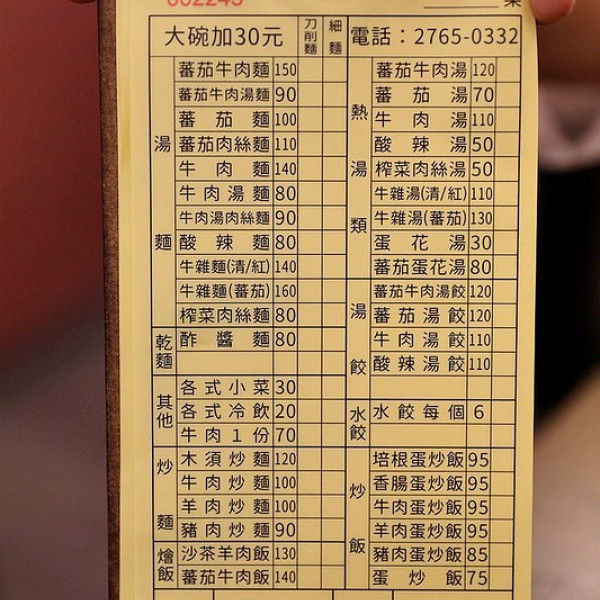 大碗加30元 刀削麵 細麵 電話：2765-0332
湯麵
蕃茄牛肉麵 150
蕃茄牛肉湯麵 90
蕃茄麵 100
蕃茄肉絲麵 110
牛肉麵 140
牛肉湯麵 80
牛肉湯肉絲麵 90
酸辣麵 80
牛雜麵(清/紅) 140
牛雜麵(蕃茄) 160
榨菜肉絲麵 80
乾麵
酢醬麵 80
其他
各式小菜 30
各式冷飲 20
牛肉1份 70
炒麵
木須炒麵 120
牛肉炒麵 100
羊肉炒麵 100
豬肉炒麵 90
燴飯
沙茶羊肉飯 130
蕃茄牛肉飯 140
熱湯類
蕃茄牛肉湯 120
蕃茄湯 70
牛肉湯 110
酸辣湯 50
榨菜肉絲湯 50
牛雜湯(清/紅) 110
牛雜湯(蕃茄) 130
蛋花湯 30
蕃茄蛋花湯 80
湯餃
蕃茄牛肉湯餃 120
蕃茄湯餃 120
牛肉湯餃 110
酸辣湯餃 110
水餃
水餃每個 6
炒飯
培根蛋炒飯 95
香腸蛋炒飯 95
牛肉蛋炒飯 95
羊肉蛋炒飯 95
豬肉蛋炒飯 85
蛋炒飯 75